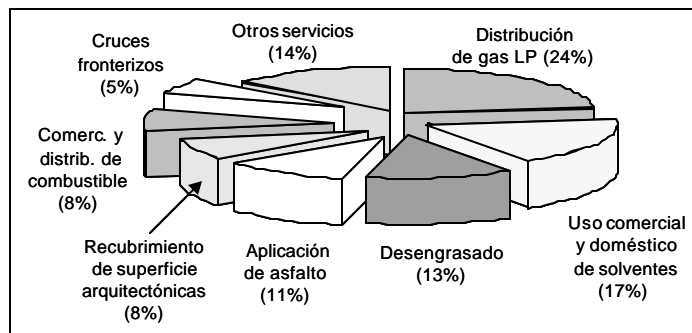 Cruces
fronterizos
(5%)
Otros servicios
(14%)
Distribución
de gas LP (24%)
Comerc. y
distrib. de
combustible
(8%)
Recubrimiento
de superficie
arquitectónicas
(8%)
Aplicación
de asfalto
(11%)
Desengrasado
(13%)
Uso comercial
y doméstico
de solventes
(17%)